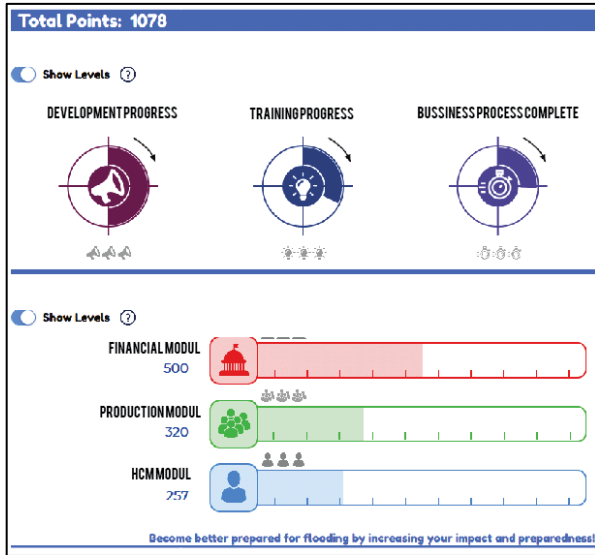 Total Points: 1078
Show Levels ?
DEVELOPMENT PROGRESS TRAINING PROGRESS BUSSINESS PROCESS COMPLETE
Show Levels ?
FINANCIAL MODUL
500
PRODUCTION MODUL
320
HCM MODUL
257
Become better prepared for flooding by increasing your impact and preparedness!